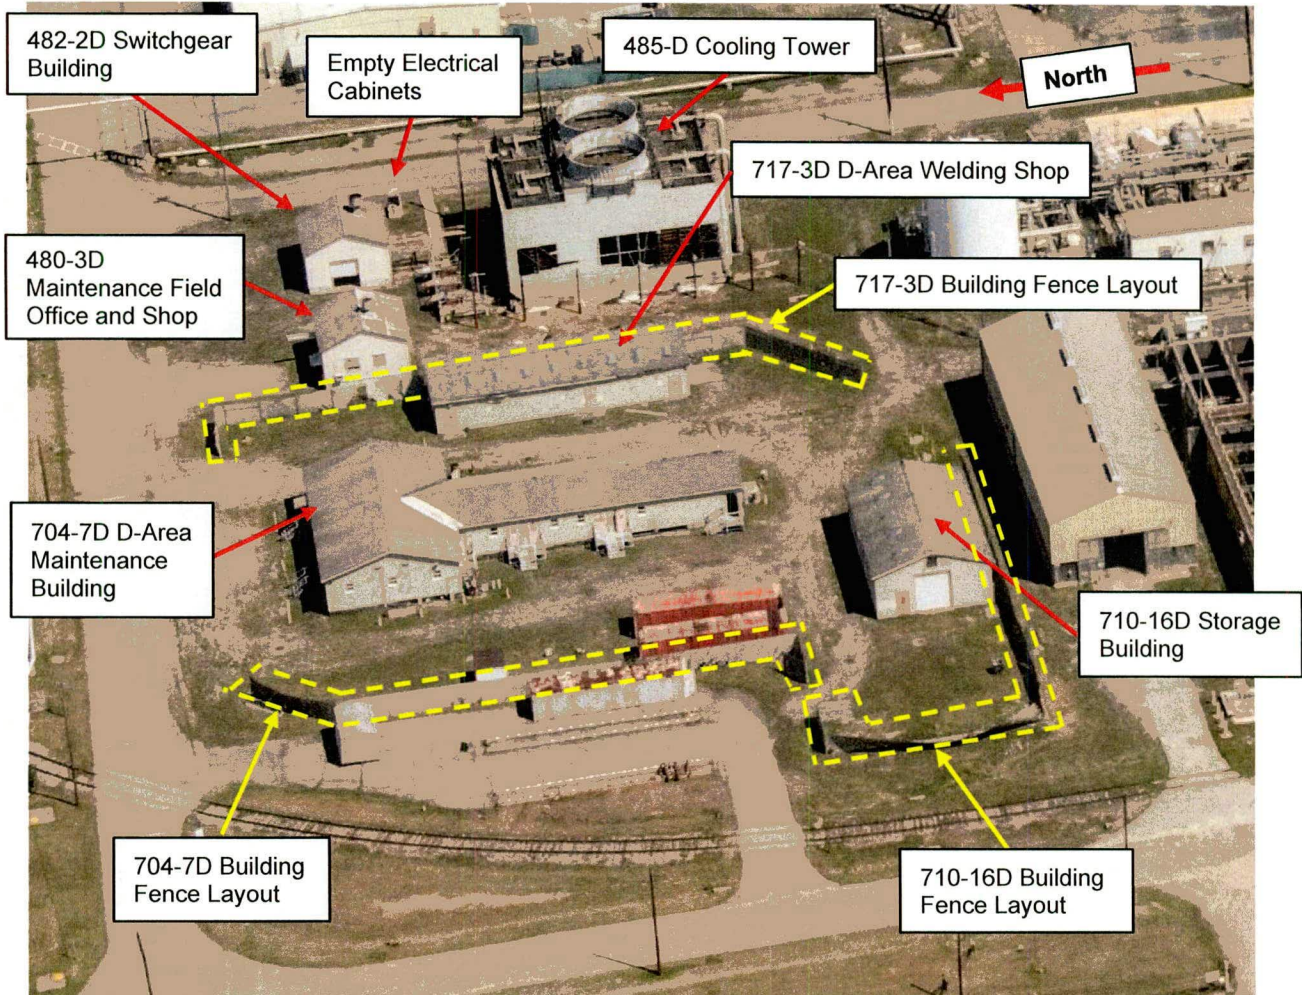 482-2D Switchgear
Building
Empty Electrical
Cabinets
485-D Cooling Tower
North
717-3D D-Area Welding Shop
480-3D
Maintenance Field
Office and Shop
717-3D Building Fence Layout
704-7D D-Area
Maintenance
Building
710-16D Storage
Building
704-7D Building
Fence Layout
710-16D Building
Fence Layout